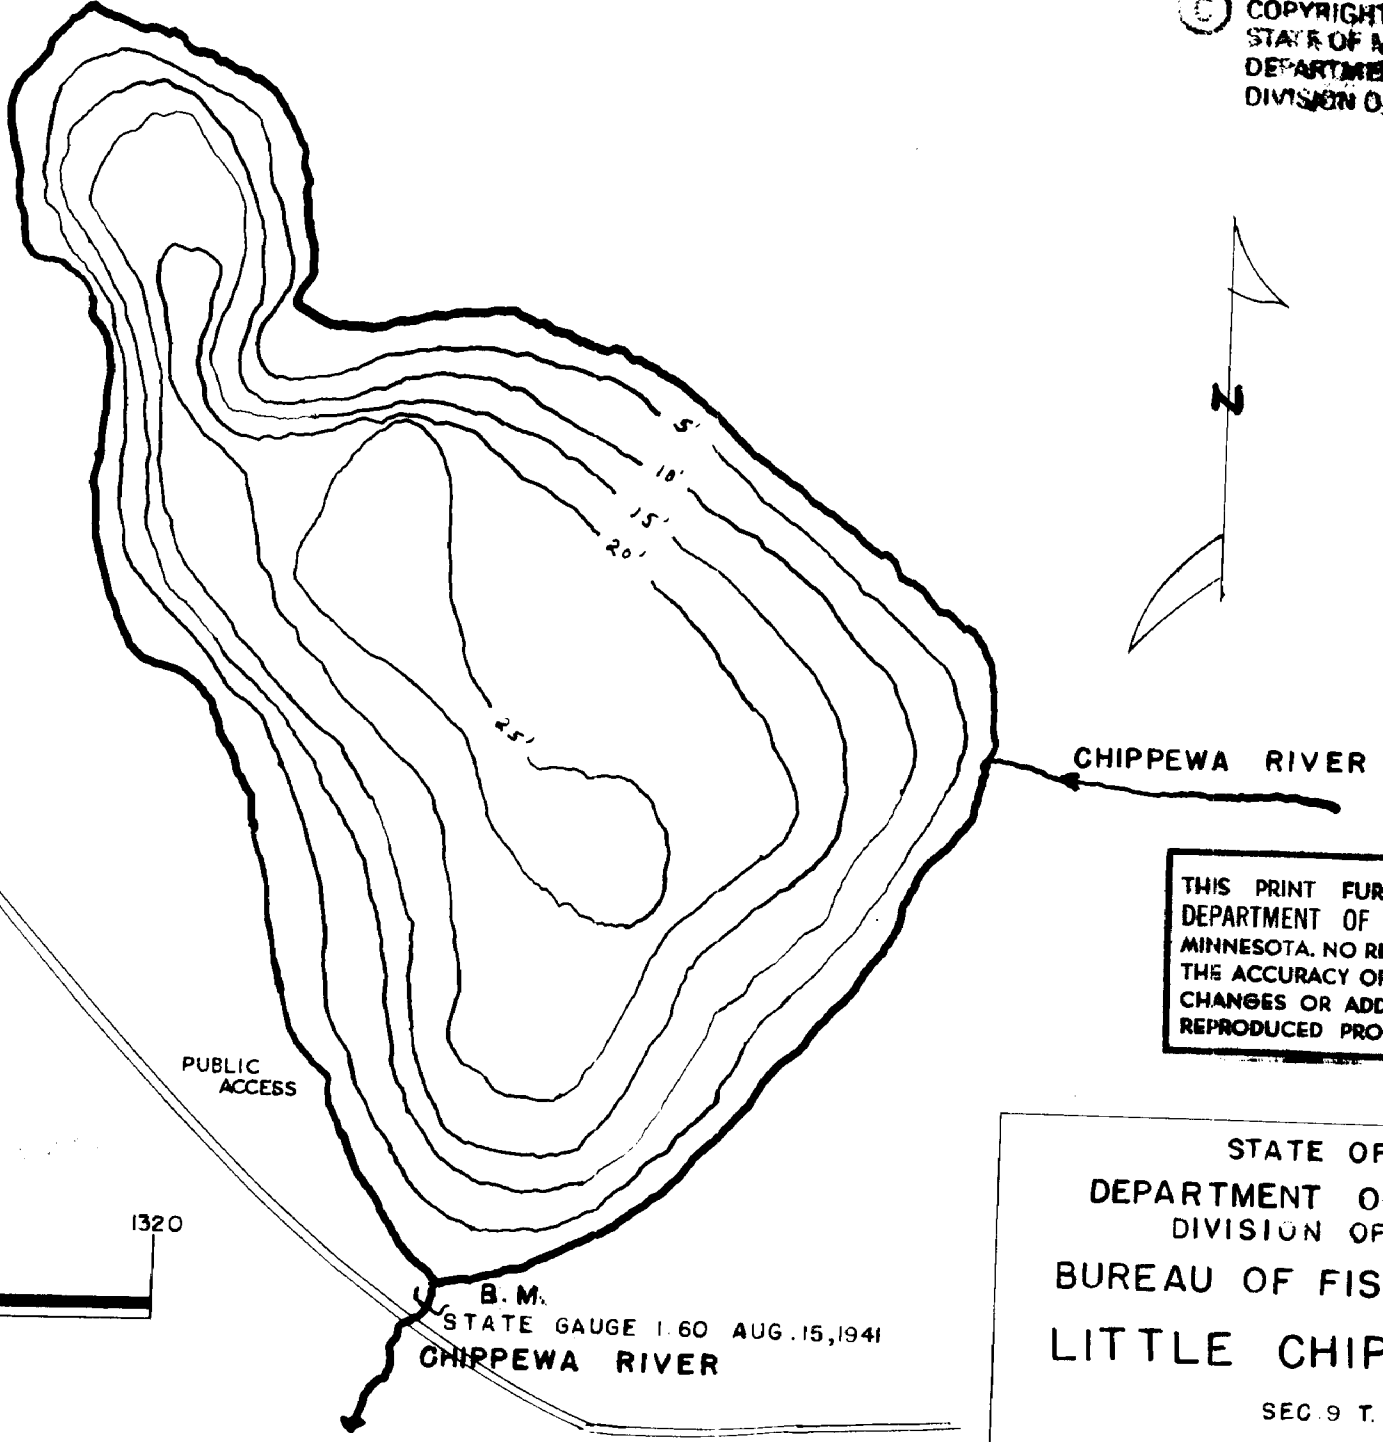 © COPYRIGHT
STATE OF
DEPARTME
DIVISION O
5'
10'
15'
20'
25'
N
CHIPPEWA RIVER
THIS PRINT FUR
DEPARTMENT OF
MINNESOTA. NO
THE ACCURACY
CHANGES OR ADD
REPRODUCED PRO
PUBLIC
ACCESS
1320
B. M.
STATE GAUGE 1.60 AUG. 15, 1941
CHIPPEWA RIVER
STATE OF
DEPARTMENT O
DIVISION OF
BUREAU OF FIS
LITTLE CHIP
SEC. 9 T.